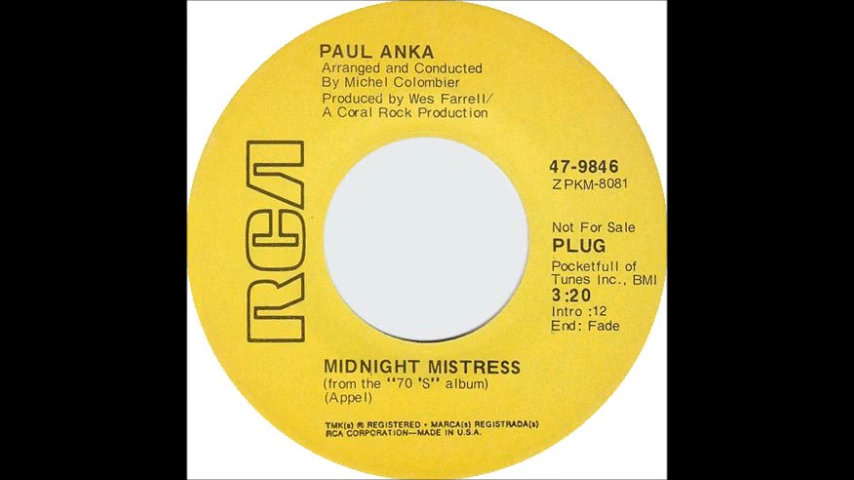 PAUL ANKA
Arranged and Conducted
By Michel Colombier
Produced by Wes Farrell/
A Coral Rock Production
RCA
47-9846
ZPKM-8081
Not For Sale
PLUG
Pocketfull of
Tunes Inc., BMI
3:20
Intro :12
End: Fade
MIDNIGHT MISTRESS
(from the "70 'S" album)
(Appel)
TMK(s) ® REGISTERED • MARCA(s) REGISTRADA(s)
RCA CORPORATION—MADE IN U.S.A.